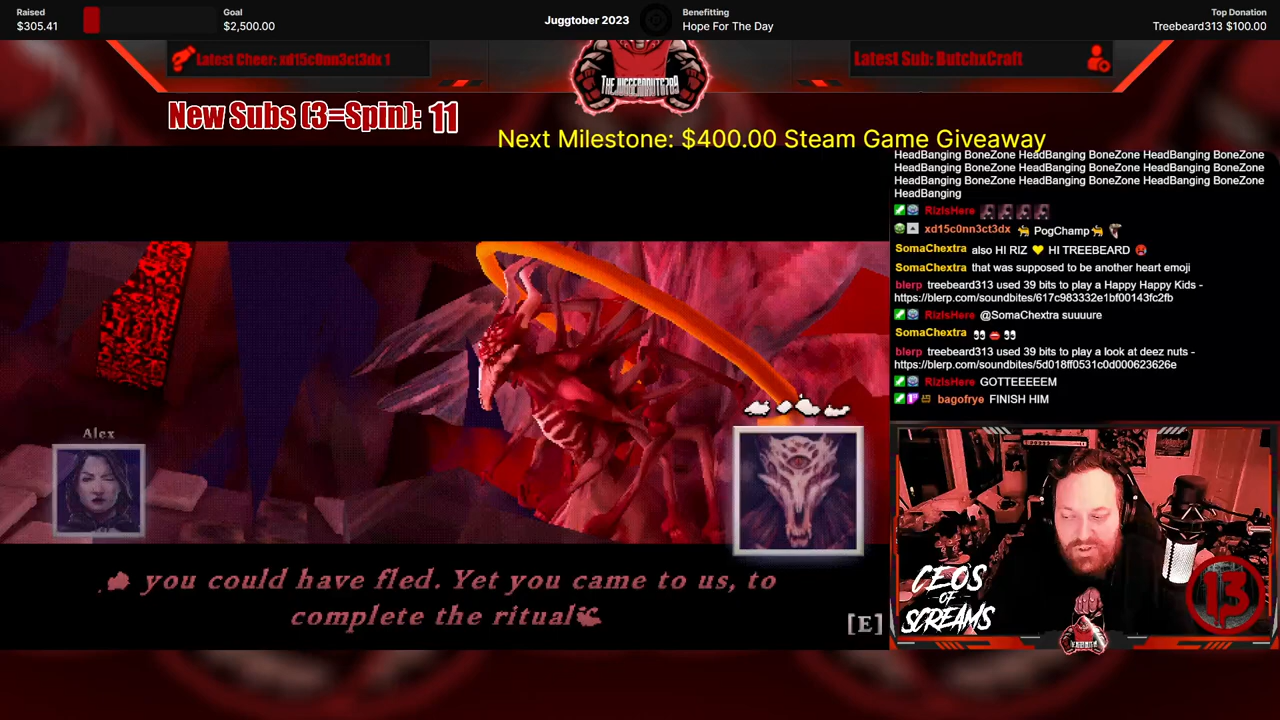 Raised
$305.41
Goal
$2,500.00
Juggtober 2023
Benefitting
Hope For The Day
Top Donation
Treebeard313 $100.00
Latest Cheer: xd15c0nn3ct3dx 1
THEJUGGERNAUT6789
Latest Sub: ButchxCraft
New Subs (3=Spin): 11
Next Milestone: $400.00 Steam Game Giveaway
HeadBanging BoneZone HeadBanging BoneZone HeadBanging BoneZone
HeadBanging BoneZone HeadBanging BoneZone HeadBanging BoneZone
HeadBanging BoneZone HeadBanging BoneZone HeadBanging BoneZone
HeadBanging
RizIsHere
xd15c0nn3ct3dx PogChamp
SomaChextra also HI RIZ 💛 HI TREEBEARD 😡
SomaChextra that was supposed to be another heart emoji
blerp treebeard313 used 39 bits to play a Happy Happy Kids -
https://blerp.com/soundbites/617c983332e1bf00143fc2fb
RizIsHere @SomaChextra suuuure
SomaChextra 👀 👄 👀
blerp treebeard313 used 39 bits to play a look at deez nuts -
https://blerp.com/soundbites/5d018ff0531c0d000623626e
RizIsHere GOTTEEEEEM
bagofrye FINISH HIM
Alex
you could have fled. Yet you came to us, to
complete the ritual
[E]
CEOS
OF
SCREAMS
13